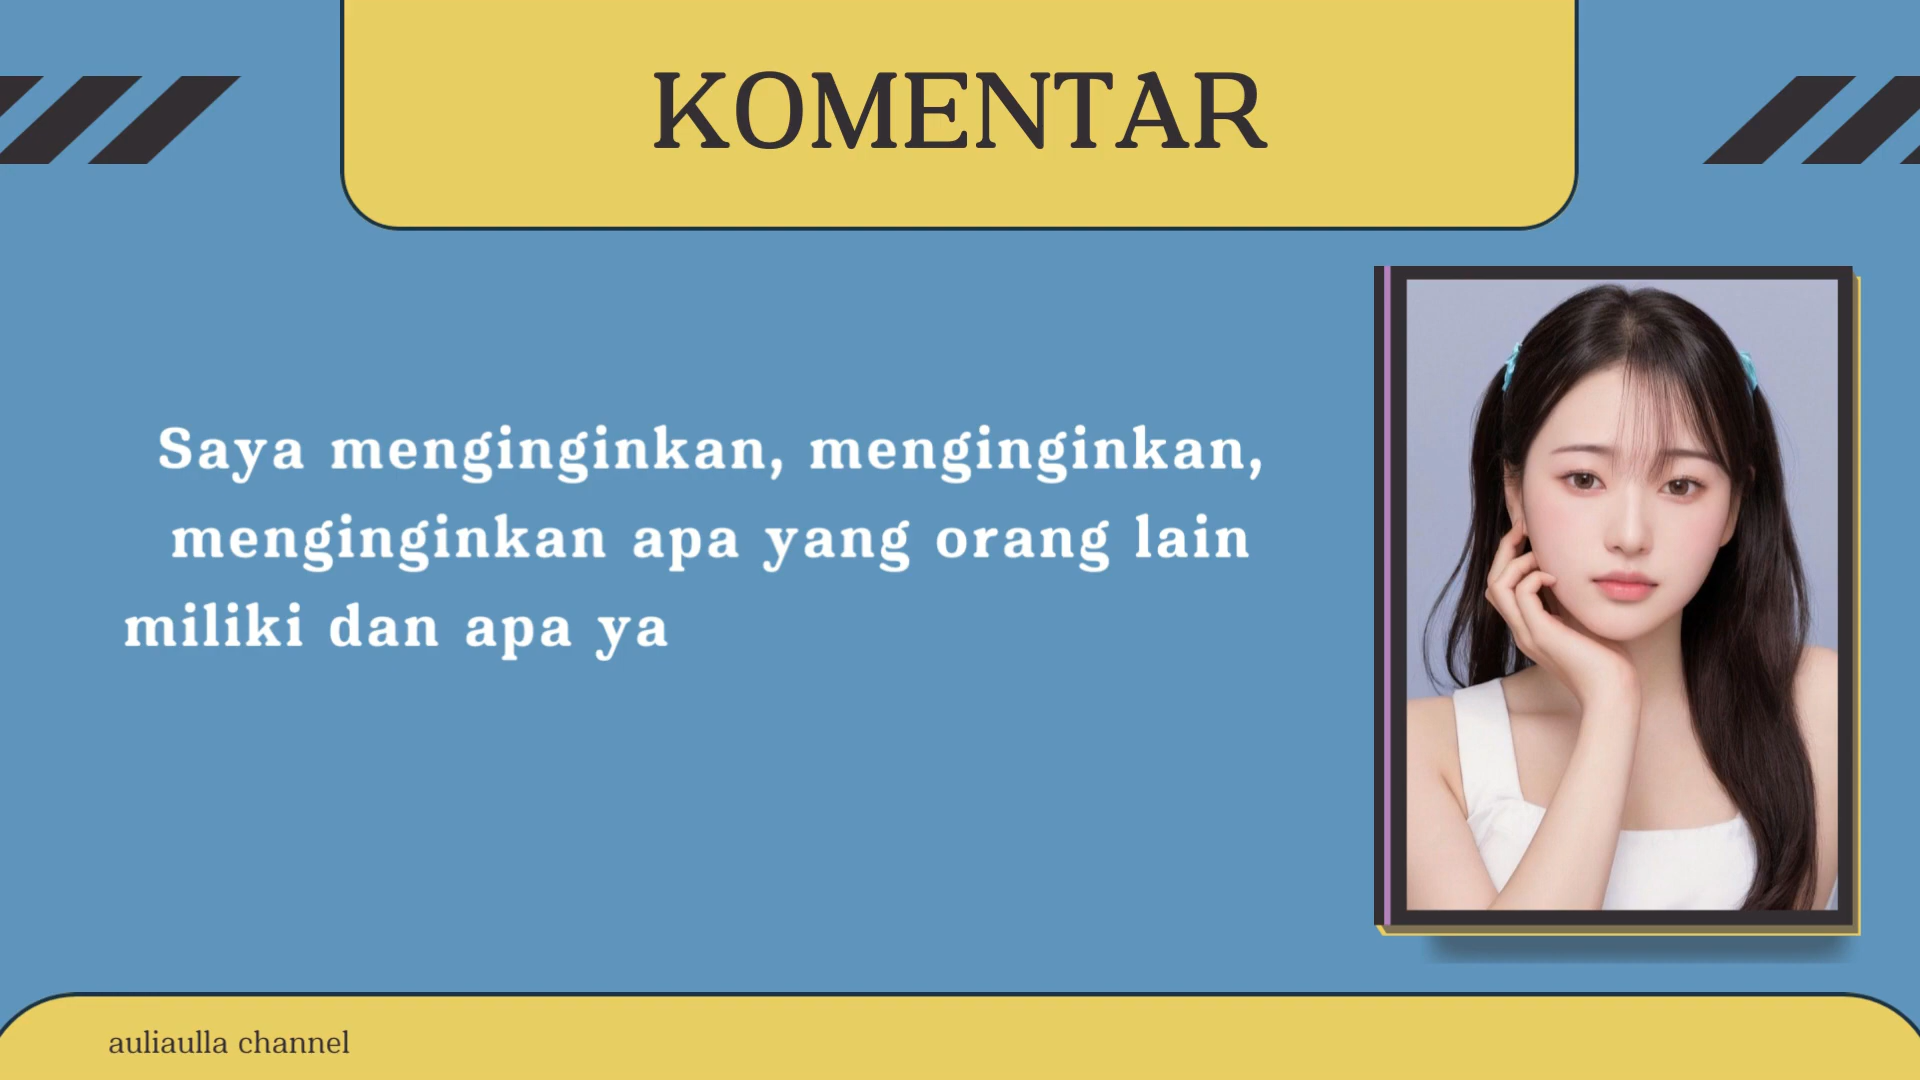 KOMENTAR
Saya menginginkan, menginginkan,
menginginkan apa yang orang lain
miliki dan apa ya
auliaulla channel